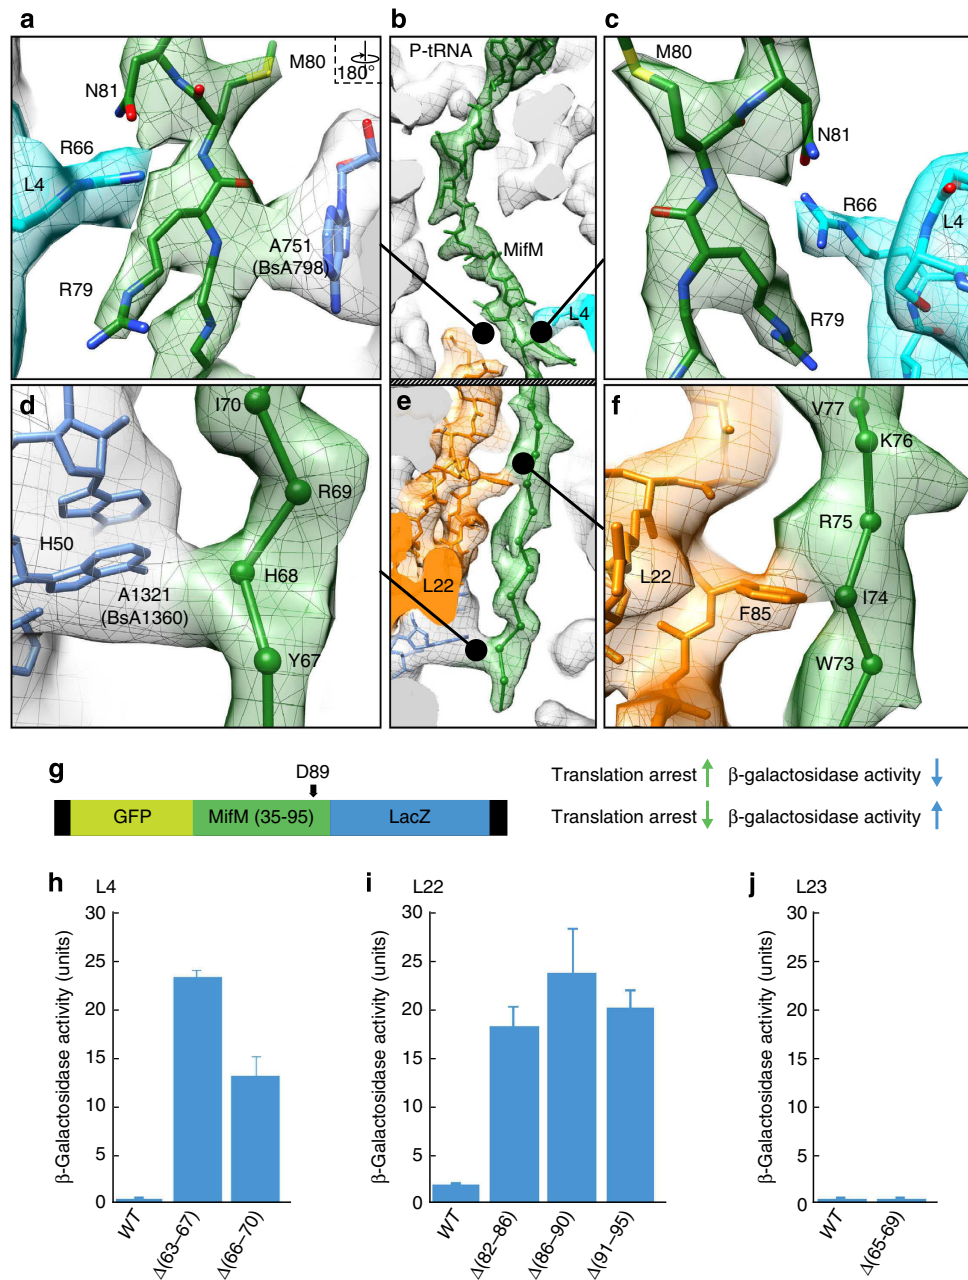 a
b
c
M80
180°
N81
R66
L4
A751
(BsA798)
R79
P-tRNA
MifM
L4
M80
N81
R66
L4
R79
d
e
f
I70
R69
H50
H68
A1321
(BsA1360)
Y67
L22
V77
K76
R75
L22
F85
I74
W73
g
D89
GFP
MifM (35-95)
LacZ
Translation arrest
β-galactosidase activity
Translation arrest
β-galactosidase activity
h
L4
β-Galactosidase activity (units)
30
25
20
15
10
5
0
WT
Δ(63–67)
Δ(66–70)
i
L22
β-Galactosidase activity (units)
30
25
20
15
10
5
0
WT
Δ(82–86)
Δ(86–90)
Δ(91–95)
j
L23
β-Galactosidase activity (units)
30
25
20
15
10
5
0
WT
Δ(65-69)